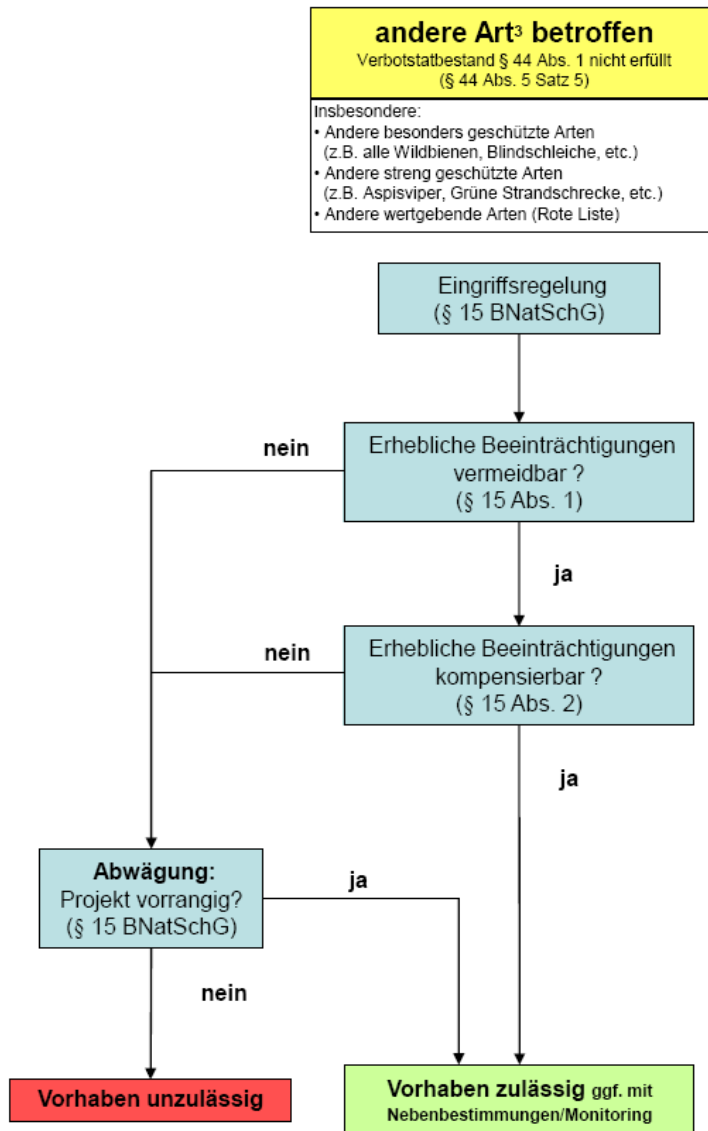 andere Art³ betroffen
Verbotstatbestand § 44 Abs. 1 nicht erfüllt
(§ 44 Abs. 5 Satz 5)
Insbesondere:
• Andere besonders geschützte Arten
(z.B. alle Wildbienen, Blindschleiche, etc.)
• Andere streng geschützte Arten
(z.B. Aspisviper, Grüne Strandschrecke, etc.)
• Andere wertgebende Arten (Rote Liste)
Eingriffsregelung
(§ 15 BNatSchG)
nein
Erhebliche Beeinträchtigungen
vermeidbar ?
(§ 15 Abs. 1)
ja
nein
Erhebliche Beeinträchtigungen
kompensierbar ?
(§ 15 Abs. 2)
ja
Abwägung:
Projekt vorrangig?
(§ 15 BNatSchG)
ja
nein
Vorhaben unzulässig
Vorhaben zulässig ggf. mit
Nebenbestimmungen/Monitoring